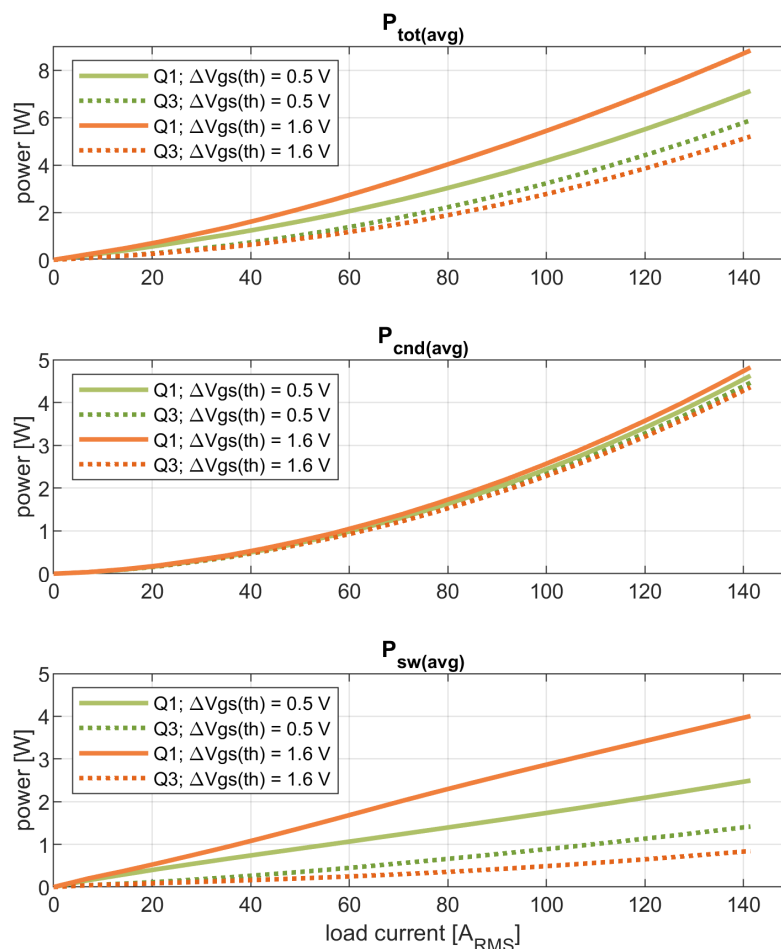 P_tot(avg)
power [W]
8
6
4
2
0
Q1; ΔVgs(th) = 0.5 V
Q3; ΔVgs(th) = 0.5 V
Q1; ΔVgs(th) = 1.6 V
Q3; ΔVgs(th) = 1.6 V
0 20 40 60 80 100 120 140
P_cnd(avg)
power [W]
5
4
3
2
1
0
Q1; ΔVgs(th) = 0.5 V
Q3; ΔVgs(th) = 0.5 V
Q1; ΔVgs(th) = 1.6 V
Q3; ΔVgs(th) = 1.6 V
0 20 40 60 80 100 120 140
P_sw(avg)
power [W]
5
4
3
2
1
0
Q1; ΔVgs(th) = 0.5 V
Q3; ΔVgs(th) = 0.5 V
Q1; ΔVgs(th) = 1.6 V
Q3; ΔVgs(th) = 1.6 V
0 20 40 60 80 100 120 140
load current [A_RMS]